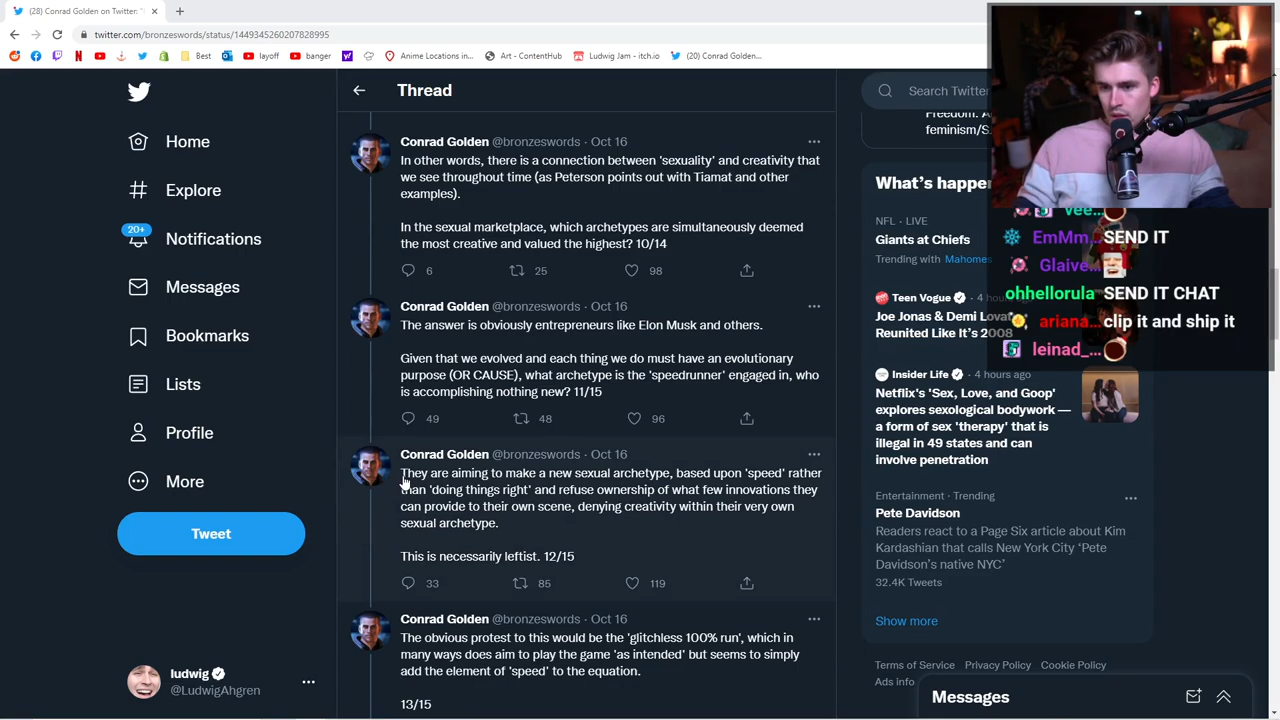 (28) Conrad Golden on Twitter: "
twitter.com/bronzeswords/status/1449345260207828995
Best
layoff
banger
Anime Locations in...
Art - ContentHub
Ludwig Jam - itch.io
(20) Conrad Golden...
Home
Explore
20+
Notifications
Messages
Bookmarks
Lists
Profile
More
Tweet
ludwig
@LudwigAhgren
Thread
Conrad Golden @bronzeswords · Oct 16
In other words, there is a connection between 'sexuality' and creativity that
we see throughout time (as Peterson points out with Tiamat and other
examples).
In the sexual marketplace, which archetypes are simultaneously deemed
the most creative and valued the highest? 10/14
6 25 98
Conrad Golden @bronzeswords · Oct 16
The answer is obviously entrepreneurs like Elon Musk and others.
Given that we evolved and each thing we do must have an evolutionary
purpose (OR CAUSE), what archetype is the 'speedrunner' engaged in, who
is accomplishing nothing new? 11/15
49 48 96
Conrad Golden @bronzeswords · Oct 16
They are aiming to make a new sexual archetype, based upon 'speed' rather
than 'doing things right' and refuse ownership of what few innovations they
can provide to their own scene, denying creativity within their very own
sexual archetype.
This is necessarily leftist. 12/15
33 85 119
Conrad Golden @bronzeswords · Oct 16
The obvious protest to this would be the 'glitchless 100% run', which in
many ways does aim to play the game 'as intended' but seems to simply
add the element of 'speed' to the equation.
13/15
Search Twitter
Freedom. A
feminism/S.
What's happe
NFL · LIVE
Giants at Chiefs
Trending with Mahomes
Teen Vogue · 4 hou
Joe Jonas & Demi Lovat
Reunited Like It's 2008
Insider Life · 4 hours ago
Netflix's 'Sex, Love, and Goop'
explores sexological bodywork —
a form of sex 'therapy' that is
illegal in 49 states and can
involve penetration
Entertainment · Trending
Pete Davidson
Readers react to a Page Six article about Kim
Kardashian that calls New York City 'Pete
Davidson's native NYC'
32.4K Tweets
Show more
Terms of Service Privacy Policy Cookie Policy
Ads info
Messages
vee...
EmMm... SEND IT
Glaive...
ohhellorula SEND IT CHAT
ariana... clip it and ship it
leinad_...